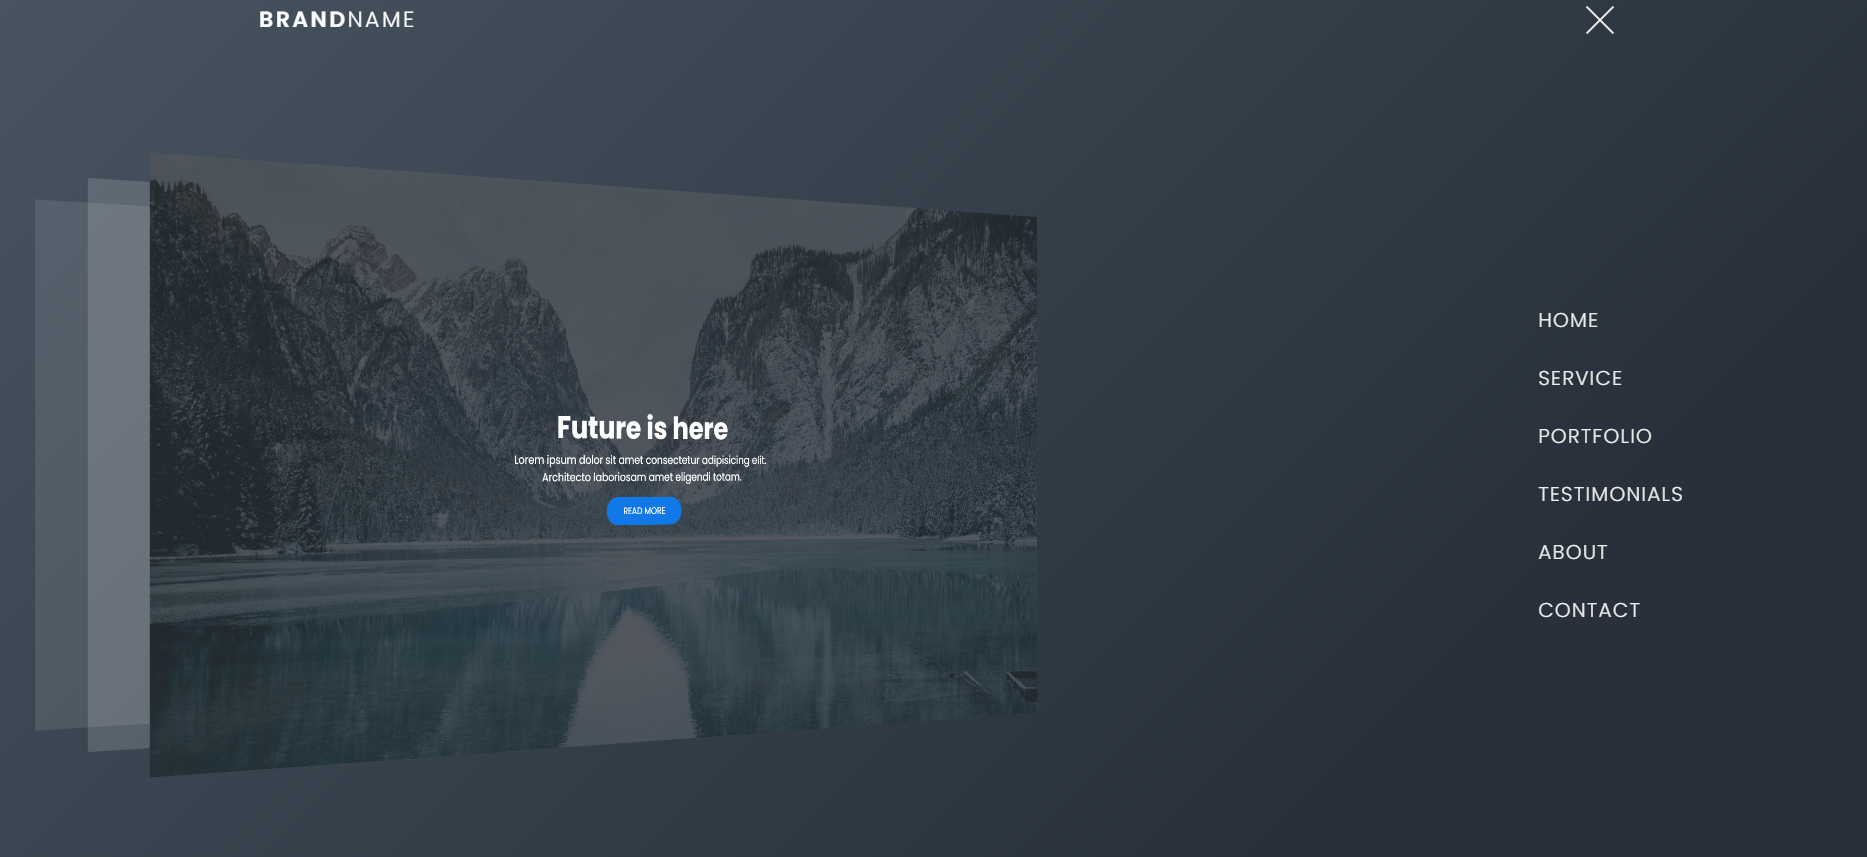 BRANDNAME
Future is here
Lorem ipsum dolor sit amet consectetur adipisicing elit.
Architecto laboriosam amet eligendi totam.
READ MORE
HOME
SERVICE
PORTFOLIO
TESTIMONIALS
ABOUT
CONTACT